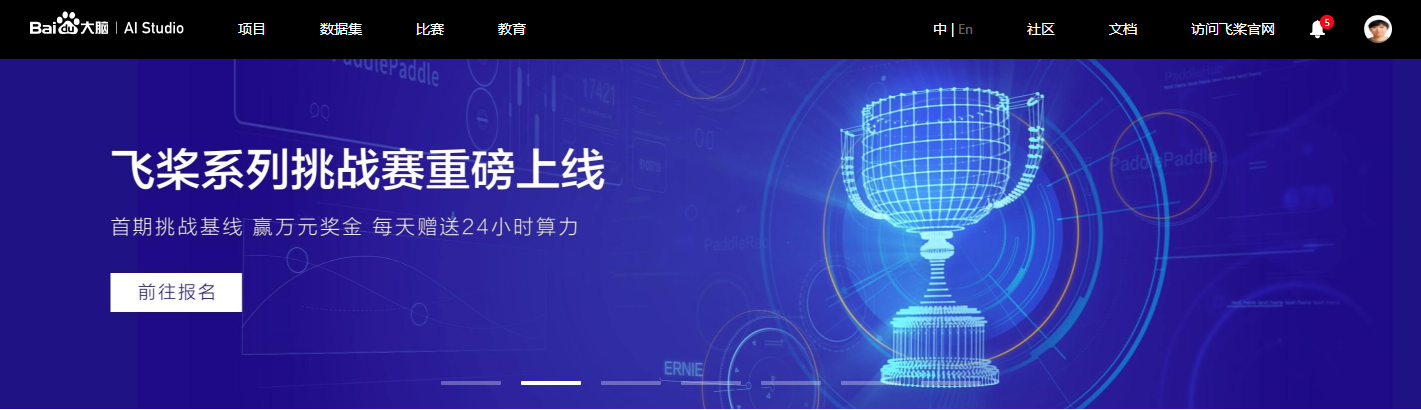 Baidu大脑 | AI Studio 项目 数据集 比赛 教育 中 | En 社区 文档 访问飞桨官网 5
PaddlePaddle
17421
飞桨系列挑战赛重磅上线
PaddlePaddle
首期挑战基线 赢万元奖金 每天赠送24小时算力
前往报名
ERNIE